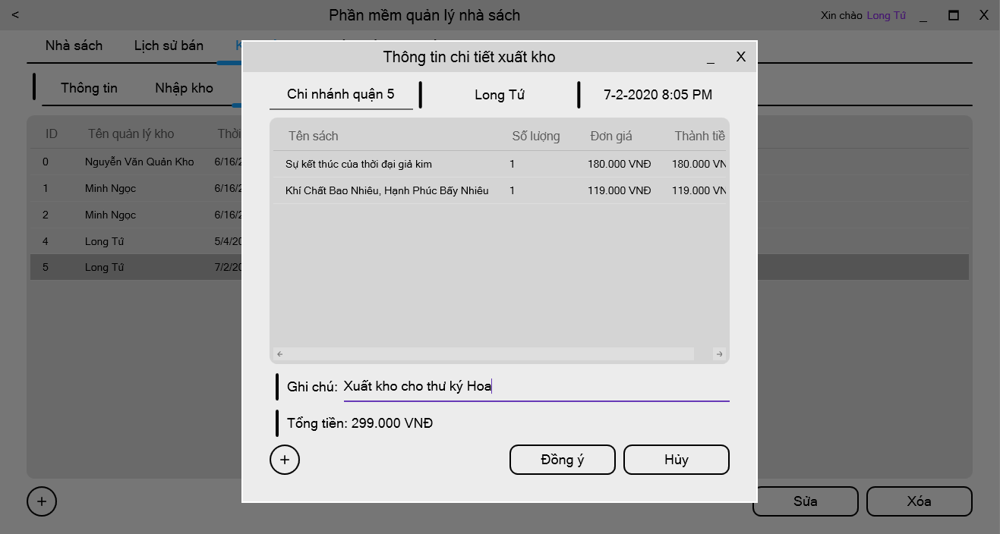 <
Phần mềm quản lý nhà sách
Xin chào Long Tứ _ X
Nhà sách Lịch sử bán
Thông tin Nhập kho
ID Tên quản lý kho Thời
0 Nguyễn Văn Quản Kho 6/16/2
1 Minh Ngọc 6/16/2
2 Minh Ngọc 6/16/2
4 Long Tứ 5/4/20
5 Long Tứ 7/2/20
Thông tin chi tiết xuất kho _ X
Chi nhánh quận 5 Long Tứ 7-2-2020 8:05 PM
Tên sách Số lượng Đơn giá Thành tiề
Sự kết thúc của thời đại giả kim 1 180.000 VNĐ 180.000 VN
Khí Chất Bao Nhiêu, Hạnh Phúc Bấy Nhiêu 1 119.000 VNĐ 119.000 VN
Ghi chú: Xuất kho cho thư ký Hoa
Tổng tiền: 299.000 VNĐ
+ Đồng ý Hủy
+ Sửa Xóa